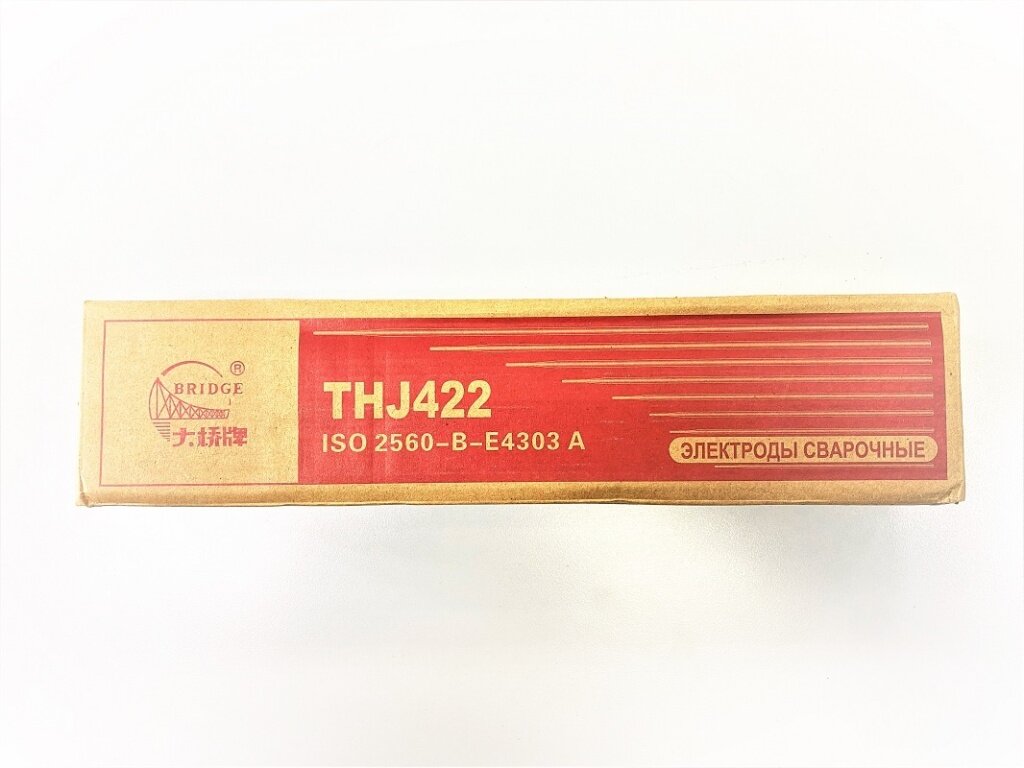 BRIDGE ®
大桥牌
THJ422
ISO 2560-B-E4303 A
ЭЛЕКТРОДЫ СВАРОЧНЫЕ